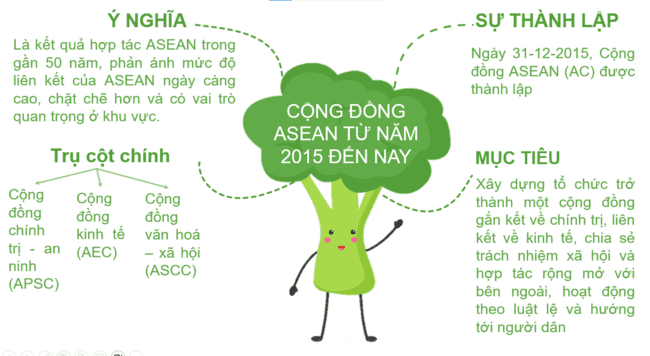 Ý NGHĨA
Là kết quả hợp tác ASEAN trong
gần 50 năm, phản ánh mức độ
liên kết của ASEAN ngày càng
cao, chặt chẽ hơn và có vai trò
quan trọng ở khu vực.
SỰ THÀNH LẬP
Ngày 31-12-2015, Cộng
đồng ASEAN (AC) được
thành lập
CỘNG ĐỒNG
ASEAN TỪ NĂM
2015 ĐẾN NAY
Trụ cột chính
Cộng
đồng
chính
trị - an
ninh
(APSC)
Cộng
đồng
kinh tế
(AEC)
Cộng
đồng
văn hoá
– xã hội
(ASCC)
MỤC TIÊU
Xây dựng tổ chức trở
thành một cộng đồng
gắn kết về chính trị, liên
kết về kinh tế, chia sẻ
trách nhiệm xã hội và
hợp tác rộng mở với
bên ngoài, hoạt động
theo luật lệ và hướng
tới người dân